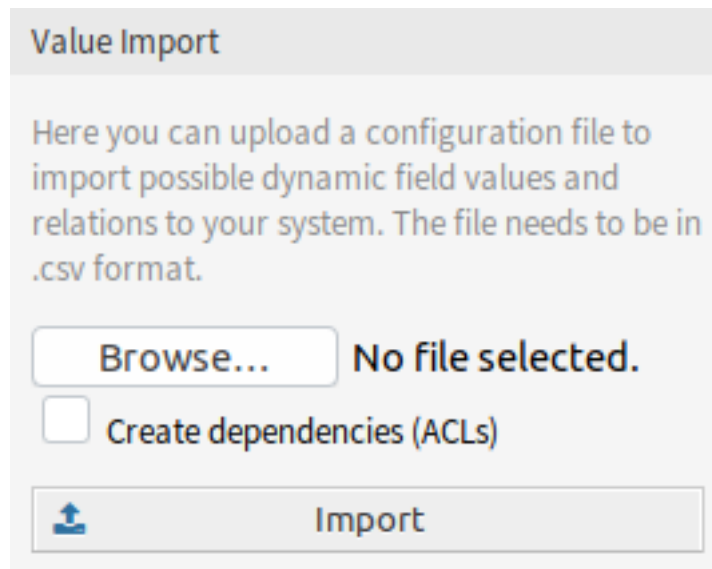 Value Import
Here you can upload a configuration file to
import possible dynamic field values and
relations to your system. The file needs to be in
.csv format.
Browse... No file selected.
Create dependencies (ACLs)
Import